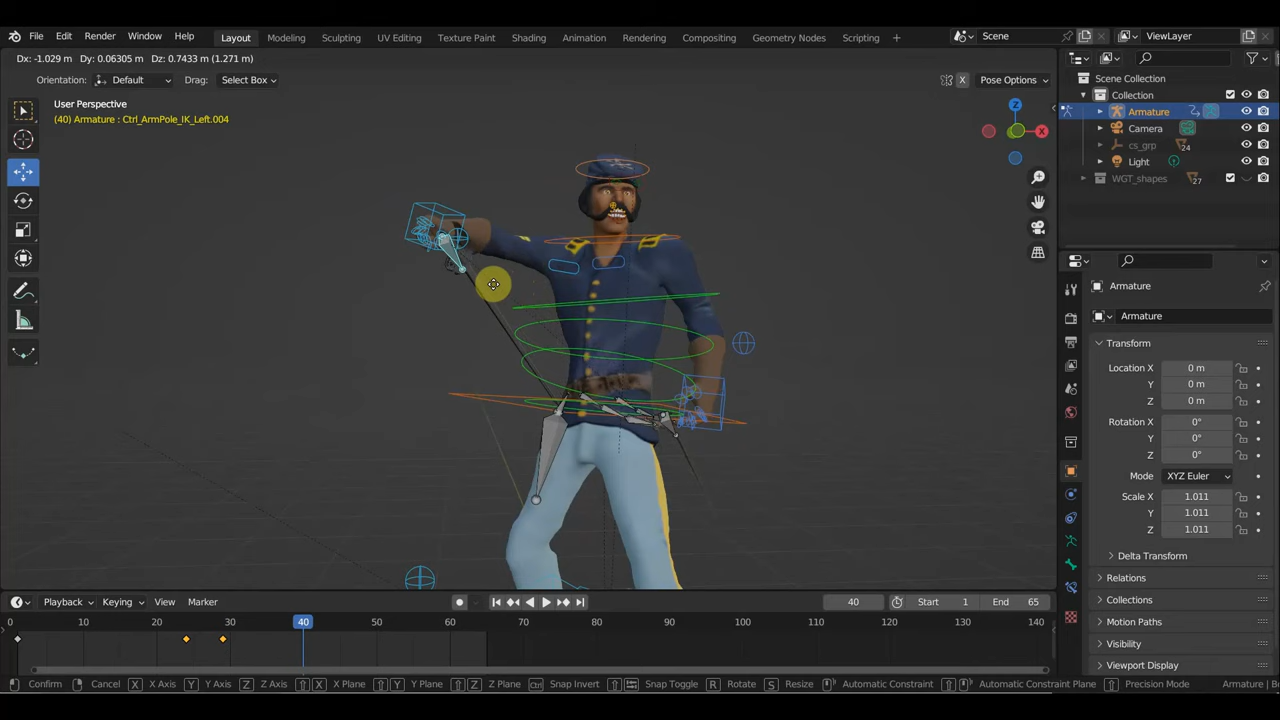 File Edit Render Window Help Layout Modeling Sculpting UV Editing Texture Paint Shading Animation Rendering Compositing Geometry Nodes Scripting + Scene ViewLayer
Dx: -1.029 m Dy: 0.06305 m Dz: 0.7433 m (1.271 m)
Orientation: Default Drag: Select Box X Pose Options
User Perspective
(40) Armature : Ctrl_ArmPole_IK_Left.004
Z
X
Scene Collection
Collection
Armature
Camera
cs_grp 24
Light
WGT_shapes 27
Armature
Armature
Transform
Location X 0 m
Y 0 m
Z 0 m
Rotation X 0°
Y 0°
Z 0°
Mode XYZ Euler
Scale X 1.011
Y 1.011
Z 1.011
Delta Transform
Relations
Collections
Motion Paths
Visibility
Viewport Display
Playback Keying View Marker 40 Start 1 End 65
0 10 20 30 40 50 60 70 80 90 100 110 120 130 140
Confirm Cancel X X Axis Y Y Axis Z Z Axis X X Plane Y Y Plane Z Z Plane Ctrl Snap Invert Snap Toggle R Rotate S Resize Automatic Constraint Automatic Constraint Plane Precision Mode Armature | Bo